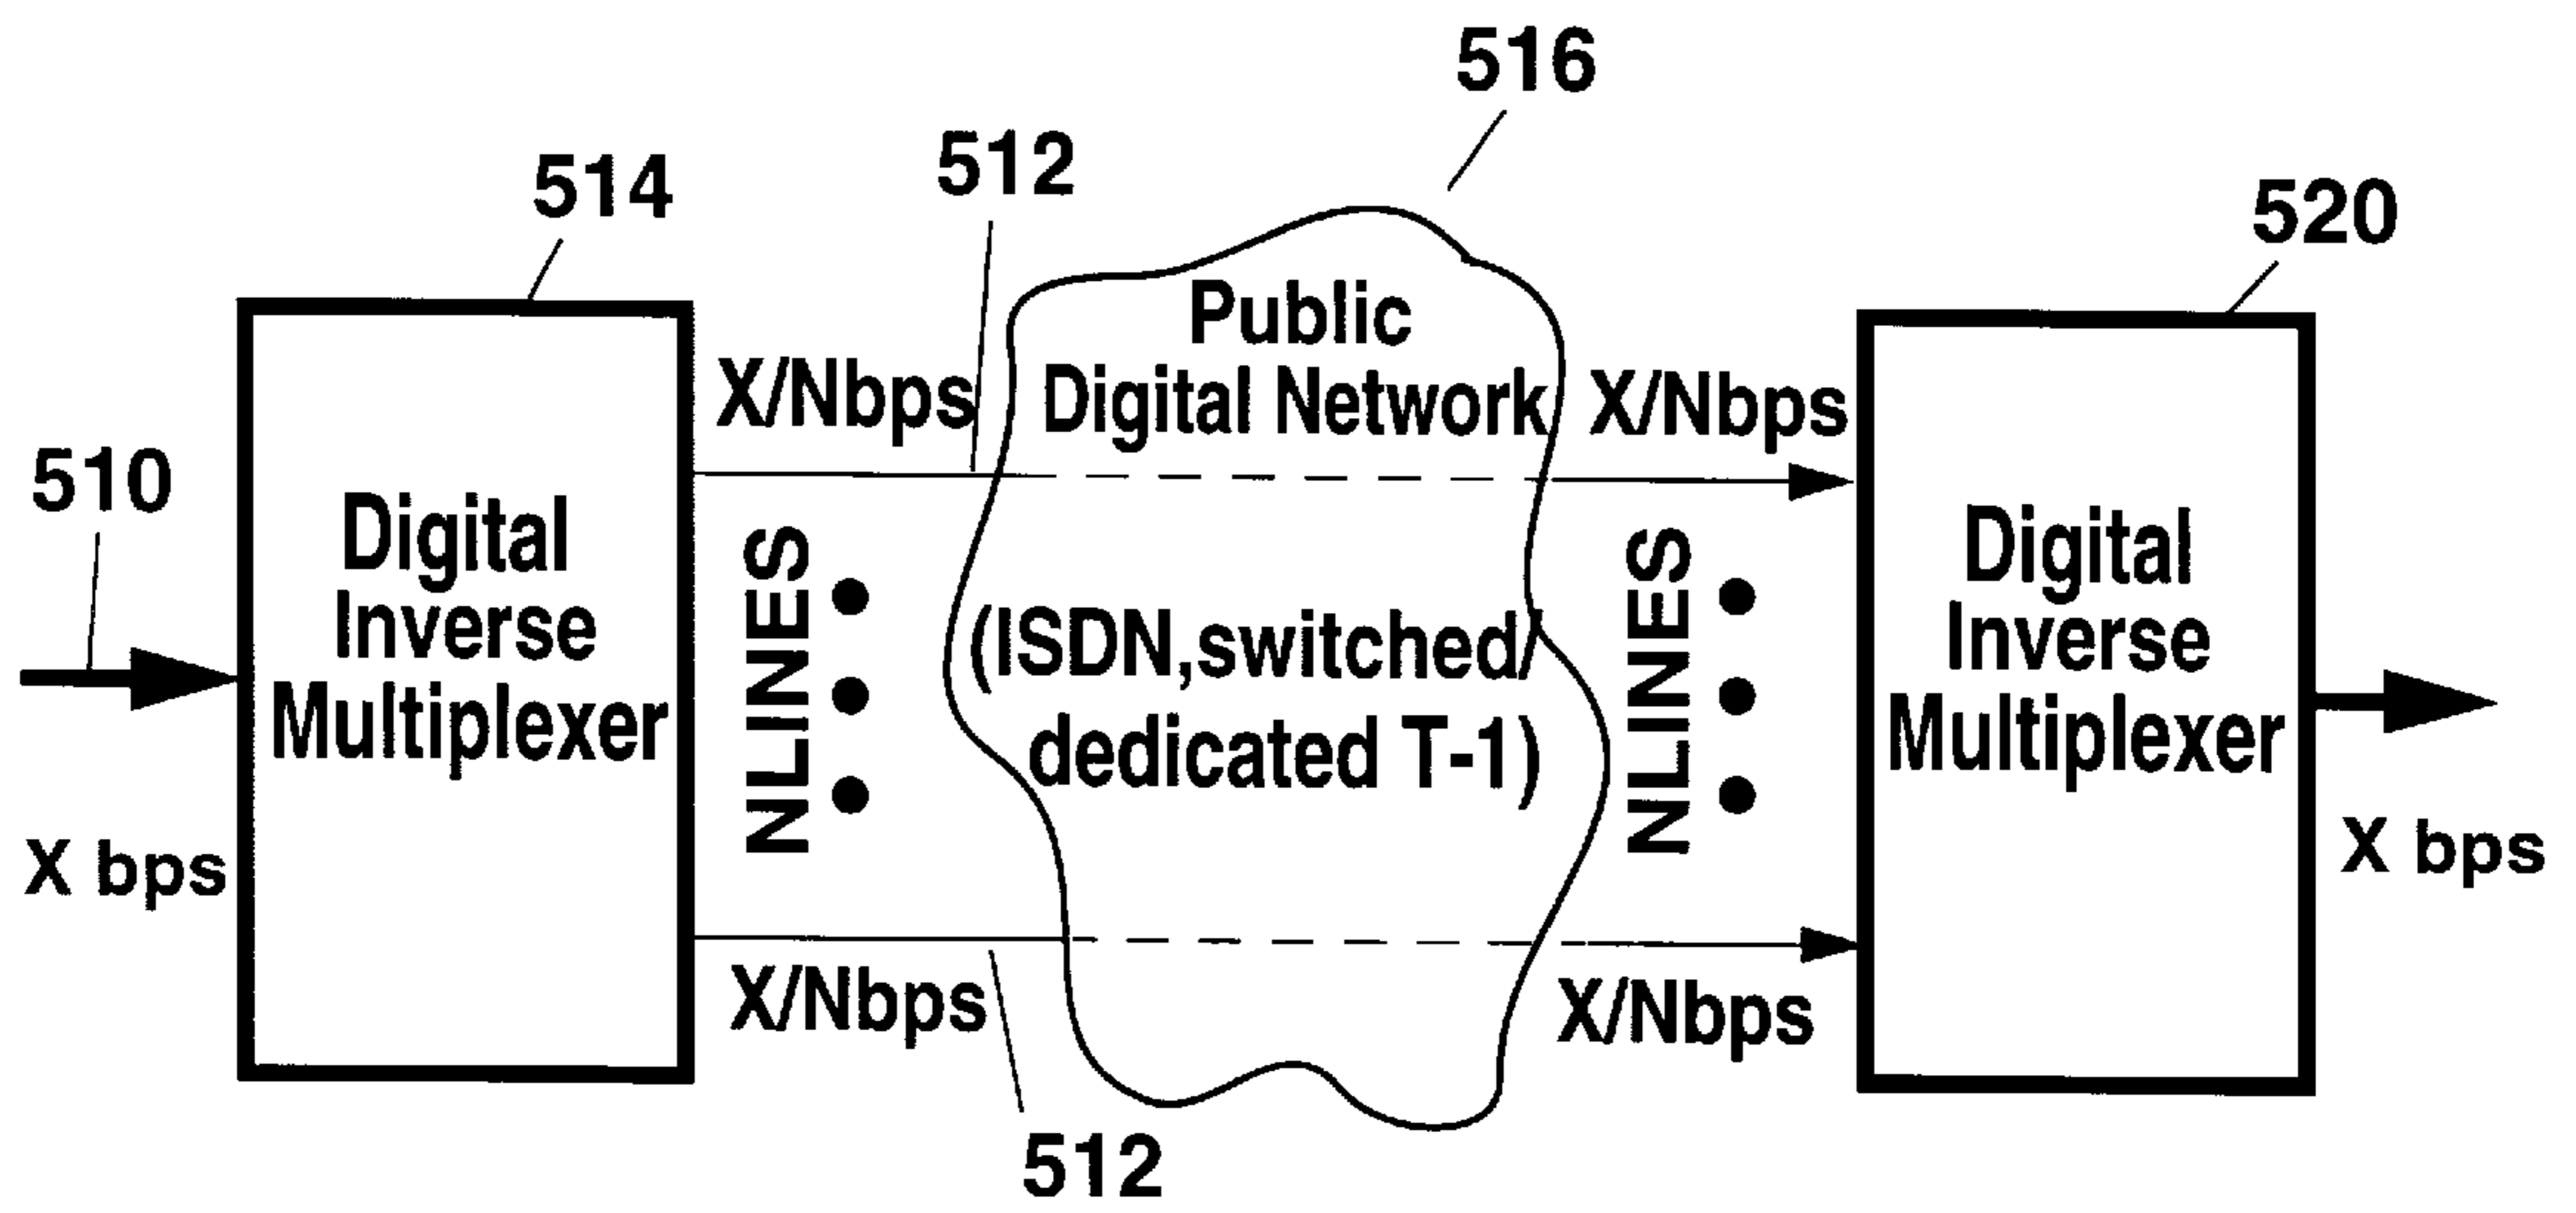 516
512
514
520
Public
Digital Network
X/Nbps
X/Nbps
510
Digital
Inverse
Multiplexer
NLINES
(ISDN,switched/
dedicated T-1)
NLINES
Digital
Inverse
Multiplexer
X bps
X bps
X/Nbps
X/Nbps
512